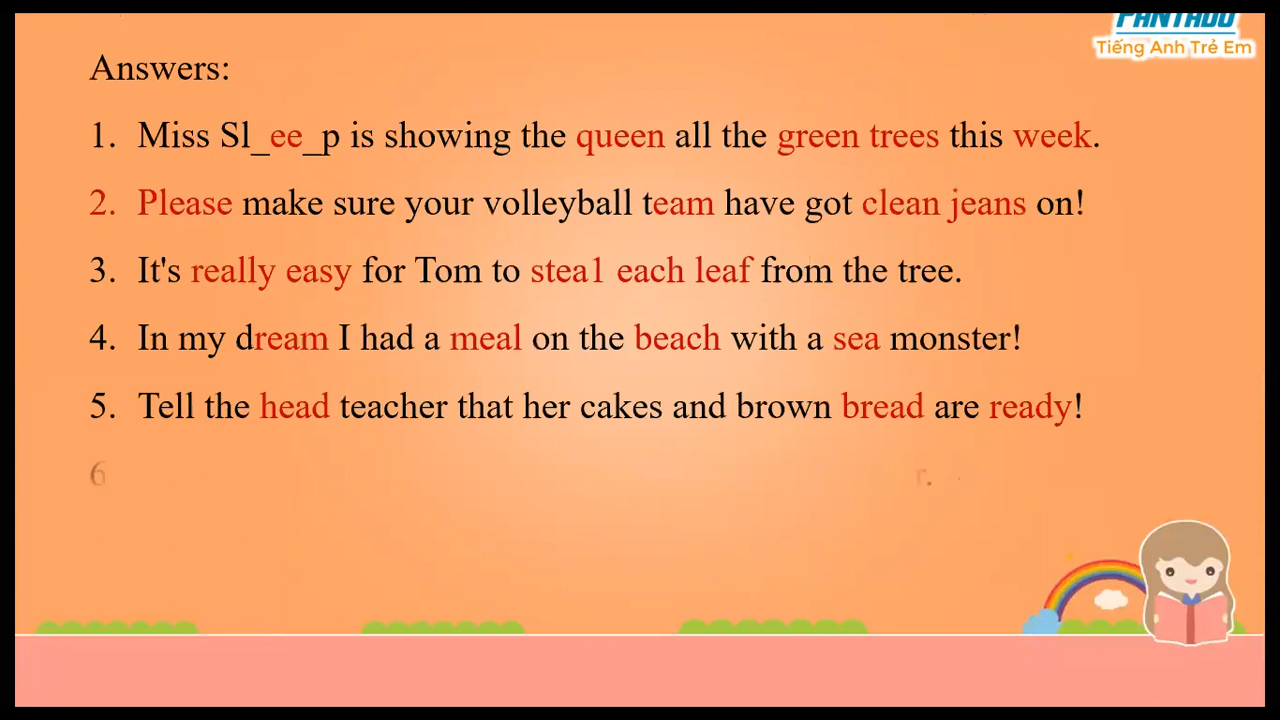 PANTADO
Tiếng Anh Trẻ Em
Answers:
1. Miss Sl_ee_p is showing the queen all the green trees this week.
2. Please make sure your volleyball team have got clean jeans on!
3. It's really easy for Tom to stea1 each leaf from the tree.
4. In my dream I had a meal on the beach with a sea monster!
5. Tell the head teacher that her cakes and brown bread are ready!
6
r.